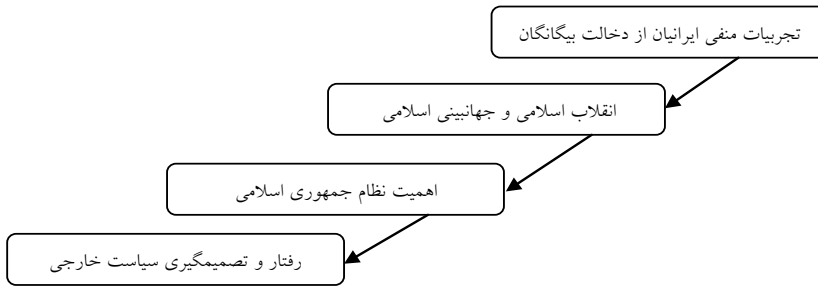 تجربیات منفی ایرانیان از دخالت بیگانگان
انقلاب اسلامی و جهانبینی اسلامی
اهمیت نظام جمهوری اسلامی
رفتار و تصمیمگیری سیاست خارجی